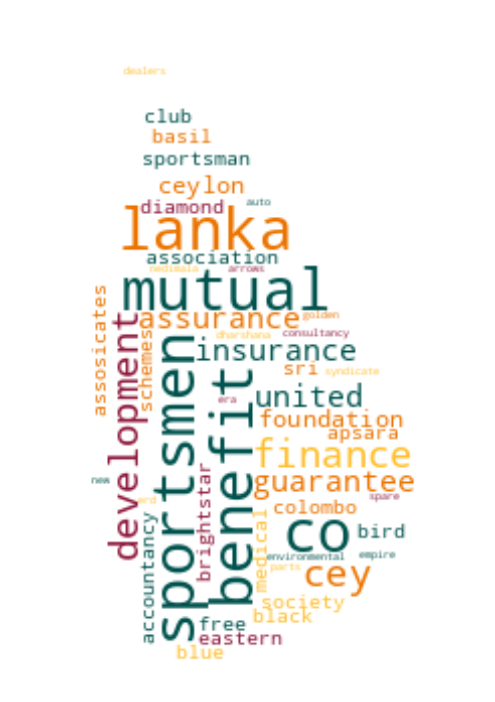 dealers
club
basil
sportsman
ceylon
diamond
auto
lanka
association
nedimala
arrows
mutual
assosicates
development
schemes
assurance
golden
dharshana
consultancy
sportsmen
insurance
sri
syndicate
benefit
era
united
foundation
apsara
finance
guarantee
new
erd
brightstar
spare
colombo
medical
co
bird
accountancy
environmental
empire
parts
cey
society
black
free
eastern
blue